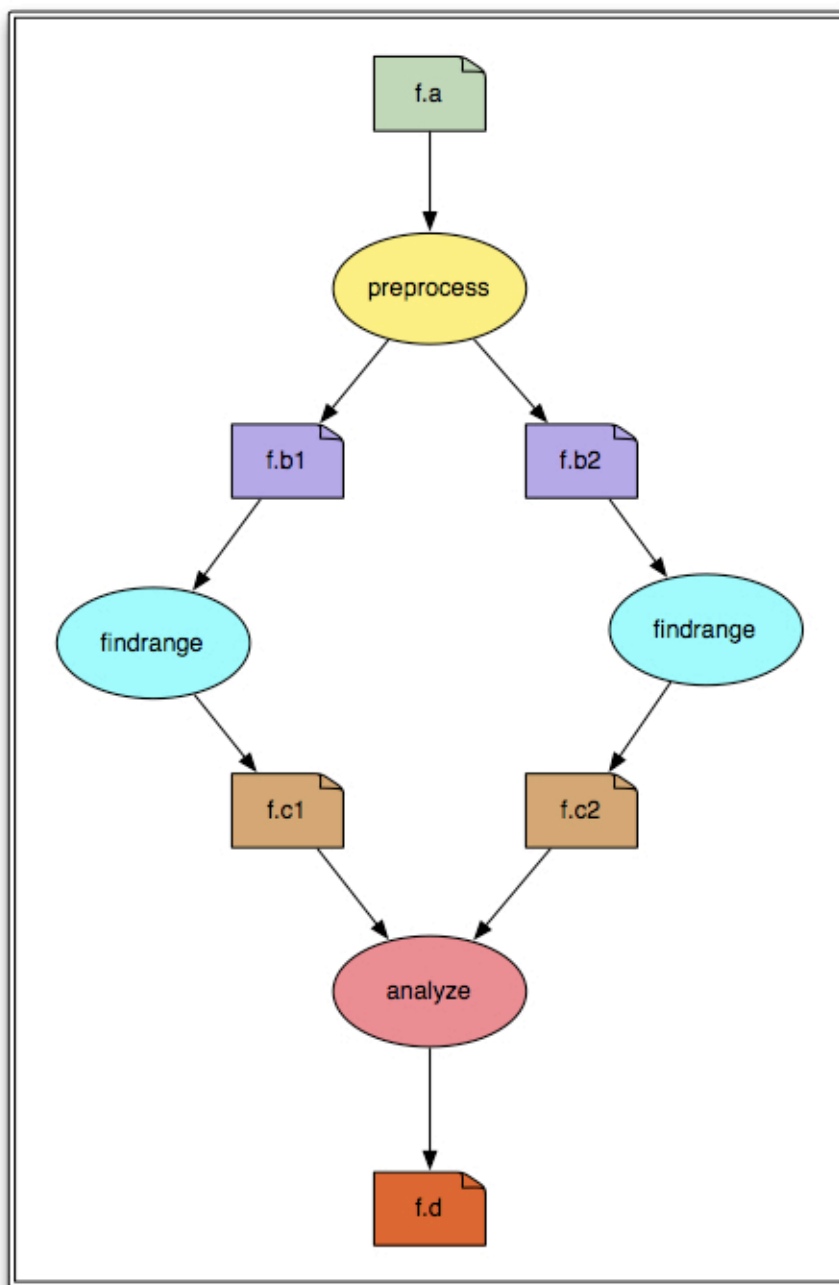 f.a
preprocess
f.b1
f.b2
findrange
findrange
f.c1
f.c2
analyze
f.d